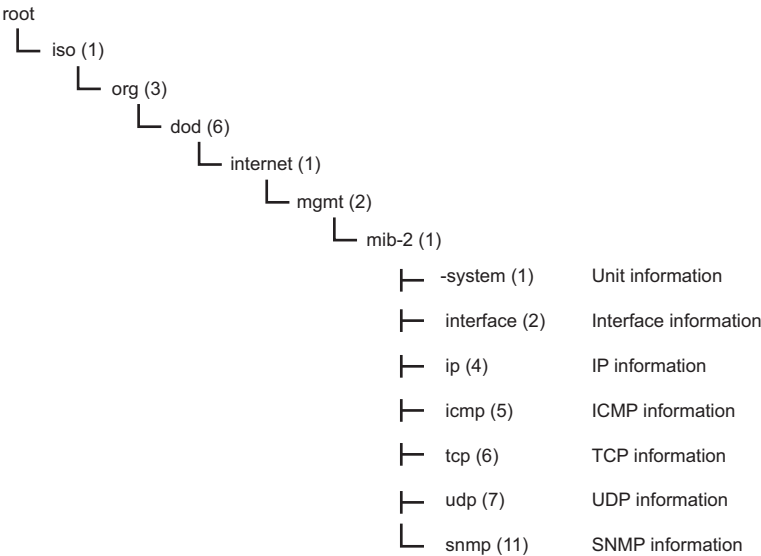 root
iso (1)
org (3)
dod (6)
internet (1)
mgmt (2)
mib-2 (1)
-system (1) Unit information
interface (2) Interface information
ip (4) IP information
icmp (5) ICMP information
tcp (6) TCP information
udp (7) UDP information
snmp (11) SNMP information